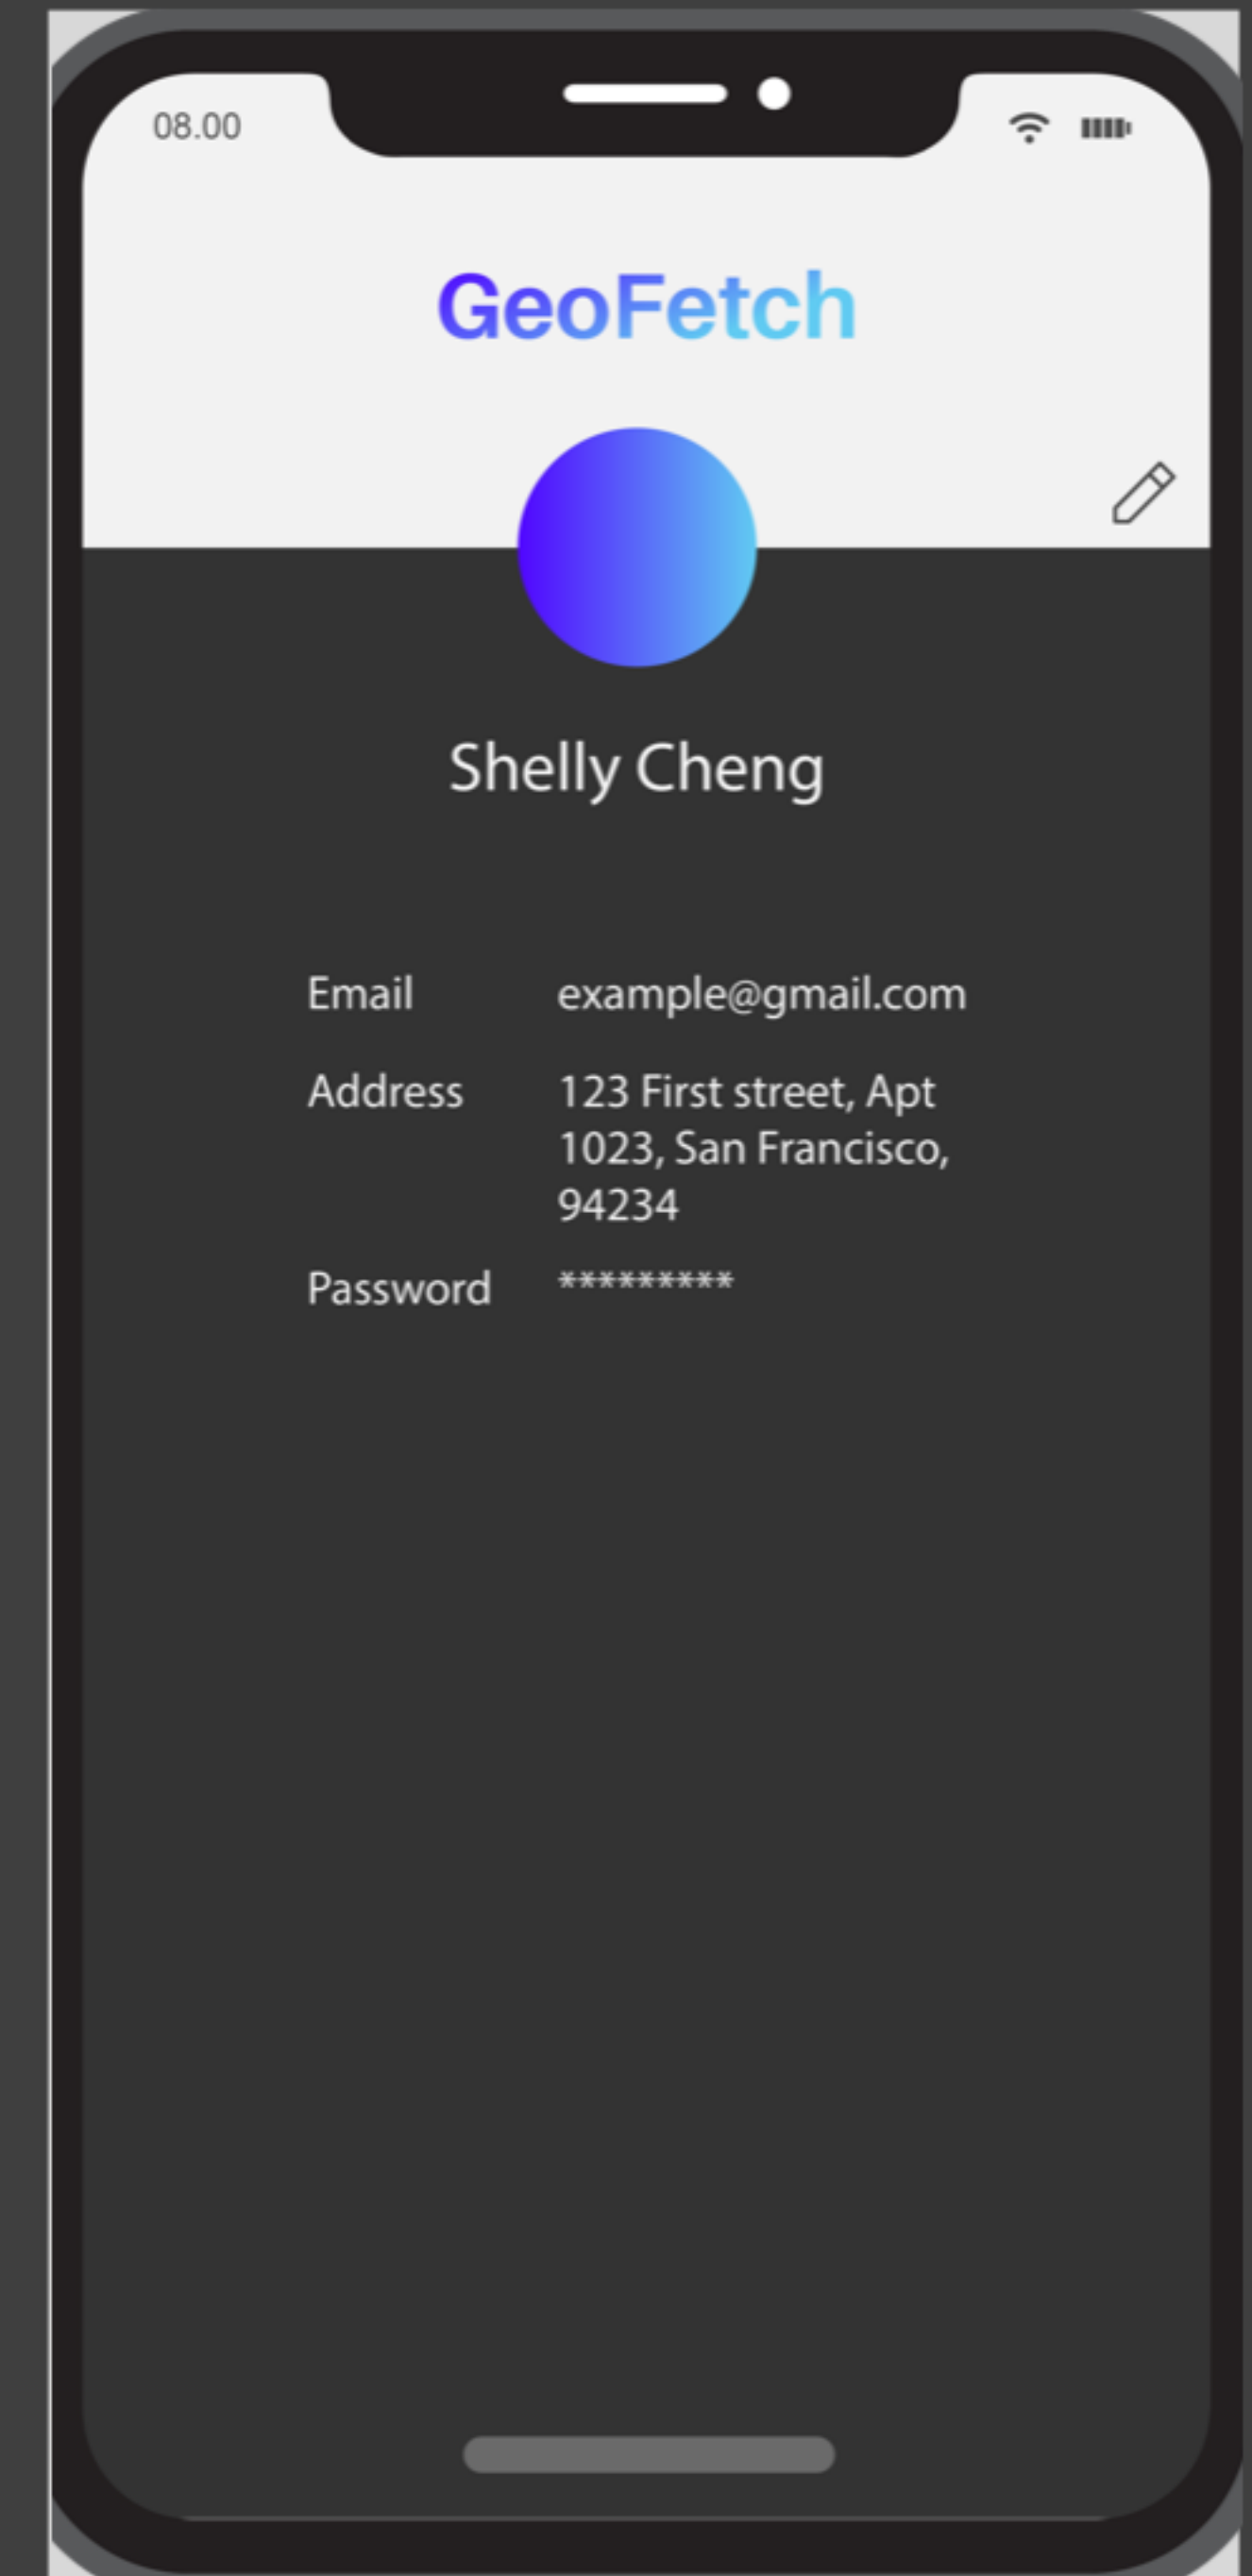 08.00
GeoFetch
Shelly Cheng
Email example@gmail.com
Address 123 First street, Apt
1023, San Francisco,
94234
Password *********